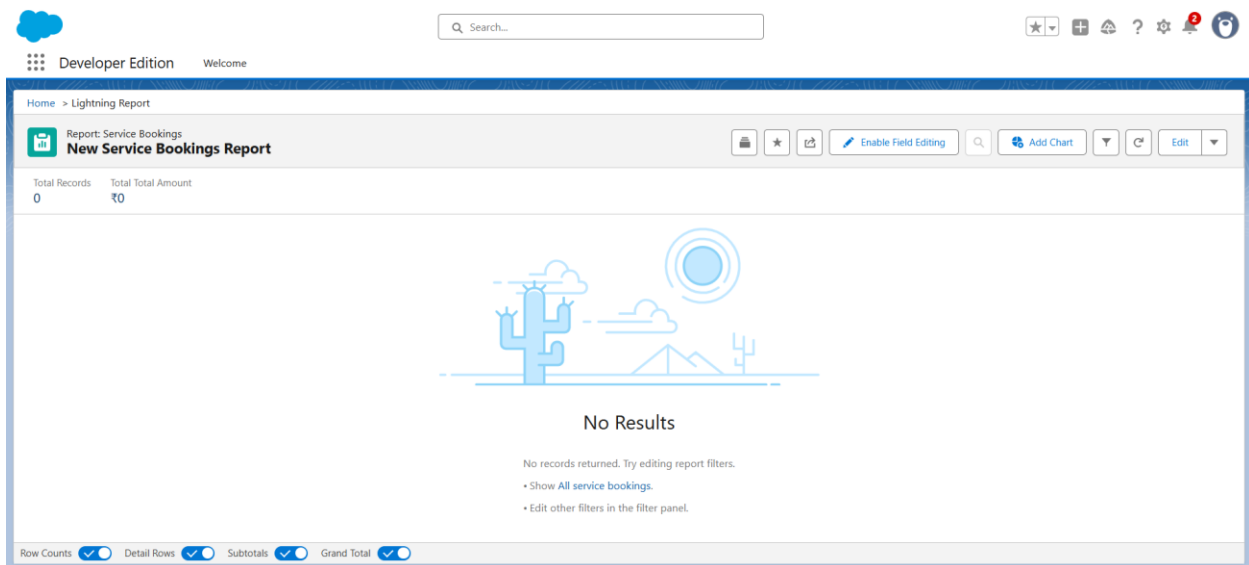 Search...
2
Developer Edition Welcome
Home > Lightning Report
Report: Service Bookings
New Service Bookings Report
Enable Field Editing
Add Chart
Edit
Total Records Total Total Amount
0 ₹0
No Results
No records returned. Try editing report filters.
• Show All service bookings.
• Edit other filters in the filter panel.
Row Counts Detail Rows Subtotals Grand Total